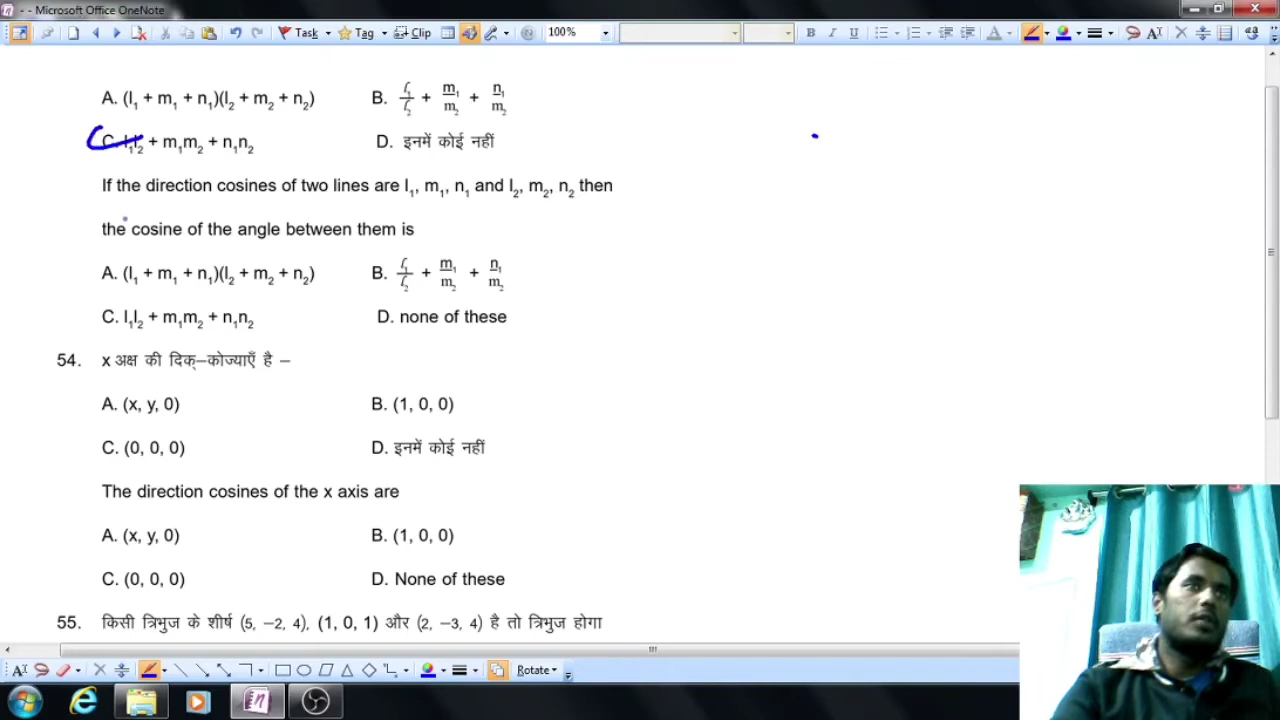 - - Microsoft Office OneNote
Task Tag Clip 100% B I U
A. (l₁ + m₁ + n₁)(l₂ + m₂ + n₂) B. l₁/l₂ + m₁/m₂ + n₁/m₂
C. l₁l₂ + m₁m₂ + n₁n₂ D. इनमें कोई नहीं
If the direction cosines of two lines are l₁, m₁, n₁ and l₂, m₂, n₂ then
the cosine of the angle between them is
A. (l₁ + m₁ + n₁)(l₂ + m₂ + n₂) B. l₁/l₂ + m₁/m₂ + n₁/m₂
C. l₁l₂ + m₁m₂ + n₁n₂ D. none of these
54. x अक्ष की दिक्–कोज्याएँ है –
A. (x, y, 0) B. (1, 0, 0)
C. (0, 0, 0) D. इनमें कोई नहीं
The direction cosines of the x axis are
A. (x, y, 0) B. (1, 0, 0)
C. (0, 0, 0) D. None of these
55. किसी त्रिभुज के शीर्ष (5, –2, 4), (1, 0, 1) और (2, –3, 4) है तो त्रिभुज होगा
Rotate